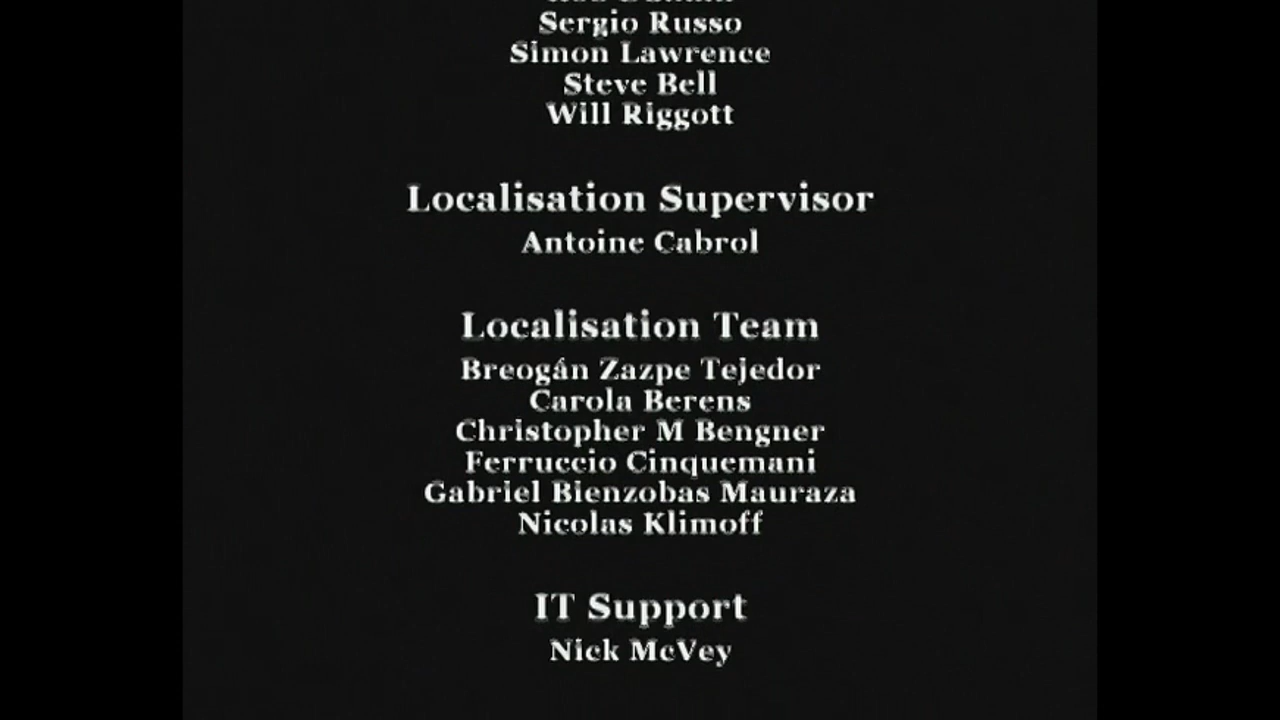 Sergio Russo
Simon Lawrence
Steve Bell
Will Riggott
Localisation Supervisor
Antoine Cabrol
Localisation Team
Breogán Zazpe Tejedor
Carola Berens
Christopher M Bengner
Ferruccio Cinquemani
Gabriel Bienzobas Mauraza
Nicolas Klimoff
IT Support
Nick McVey